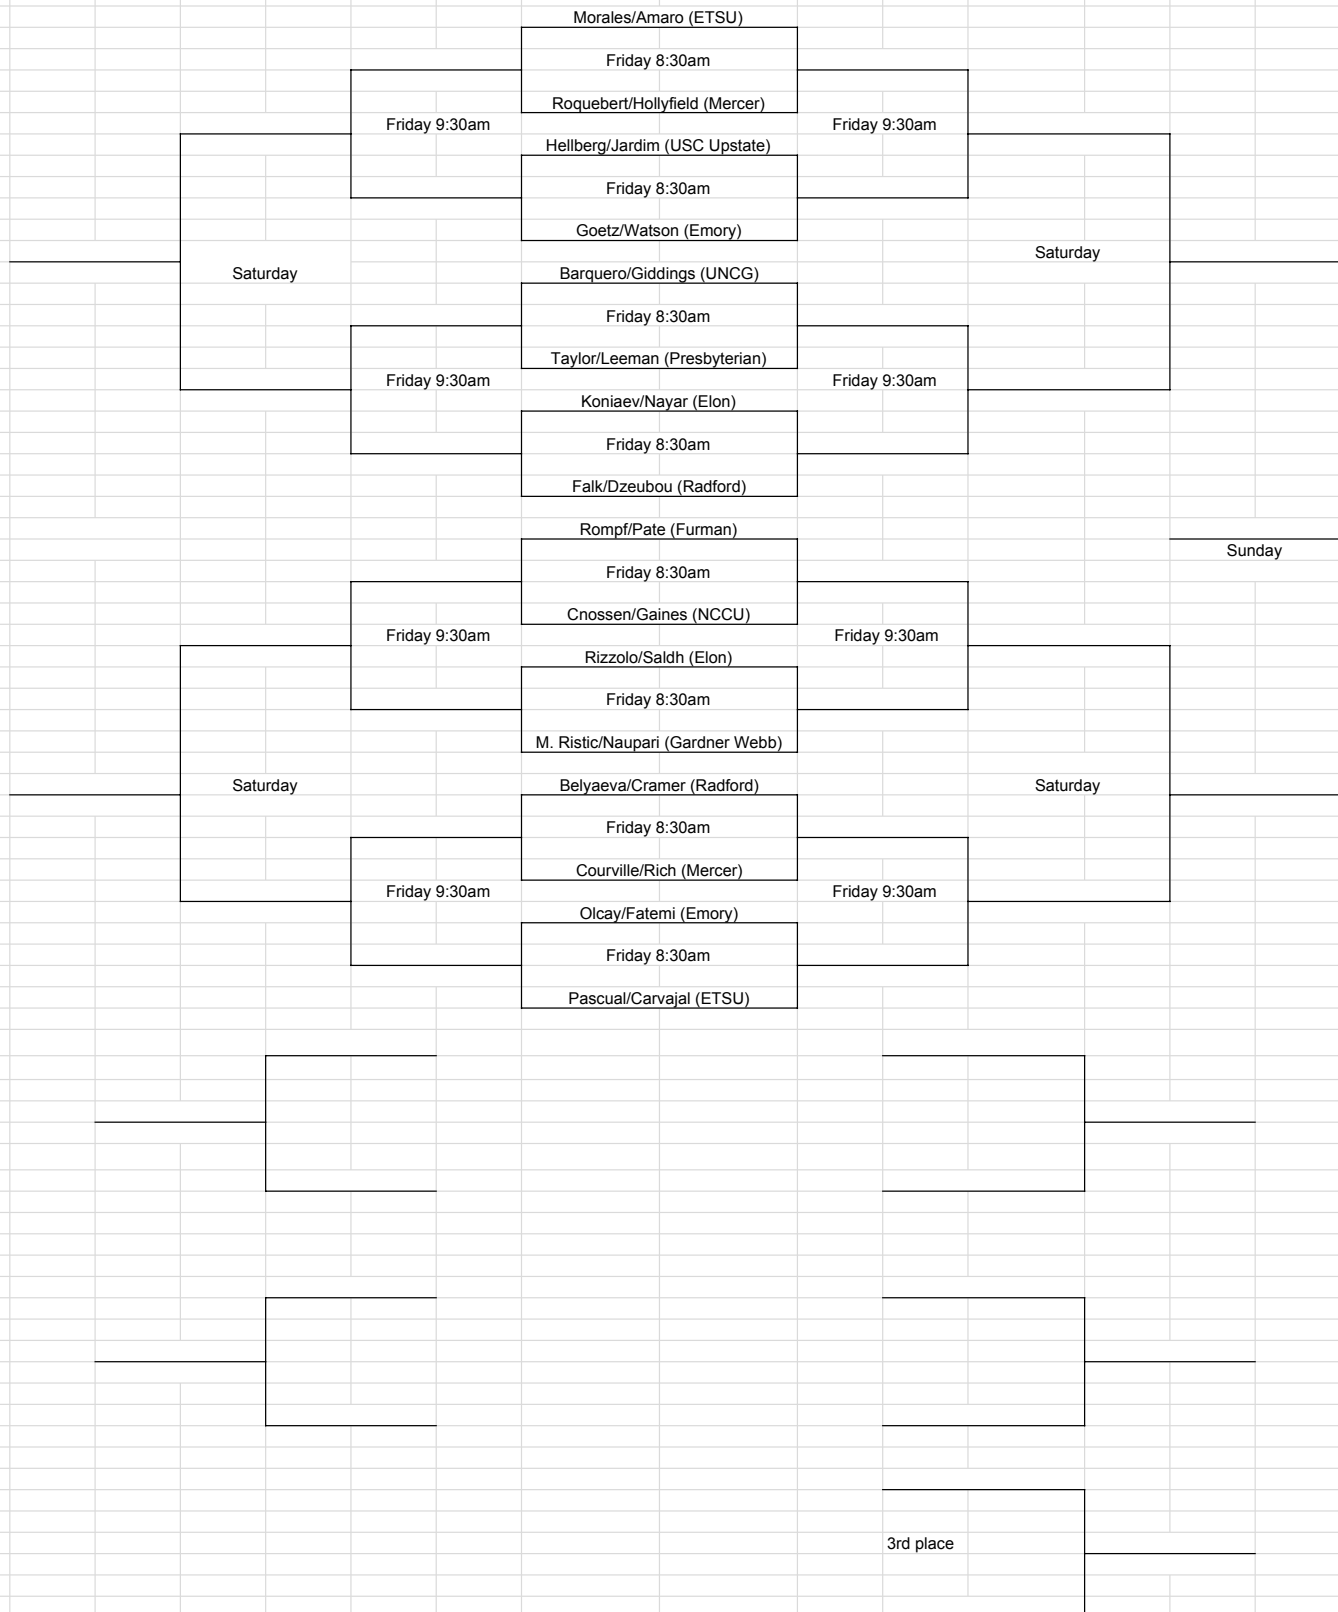 Morales/Amaro (ETSU)
Friday 8:30am
Roquebert/Hollyfield (Mercer)
Friday 9:30am
Friday 9:30am
Hellberg/Jardim (USC Upstate)
Friday 8:30am
Goetz/Watson (Emory)
Saturday
Saturday
Barquero/Giddings (UNCG)
Friday 8:30am
Taylor/Leeman (Presbyterian)
Friday 9:30am
Friday 9:30am
Koniaev/Nayar (Elon)
Friday 8:30am
Falk/Dzeubou (Radford)
Rompf/Pate (Furman)
Sunday
Friday 8:30am
Cnossen/Gaines (NCCU)
Friday 9:30am
Friday 9:30am
Rizzolo/Saldh (Elon)
Friday 8:30am
M. Ristic/Naupari (Gardner Webb)
Saturday
Belyaeva/Cramer (Radford)
Saturday
Friday 8:30am
Courville/Rich (Mercer)
Friday 9:30am
Friday 9:30am
Olcay/Fatemi (Emory)
Friday 8:30am
Pascual/Carvajal (ETSU)
3rd place